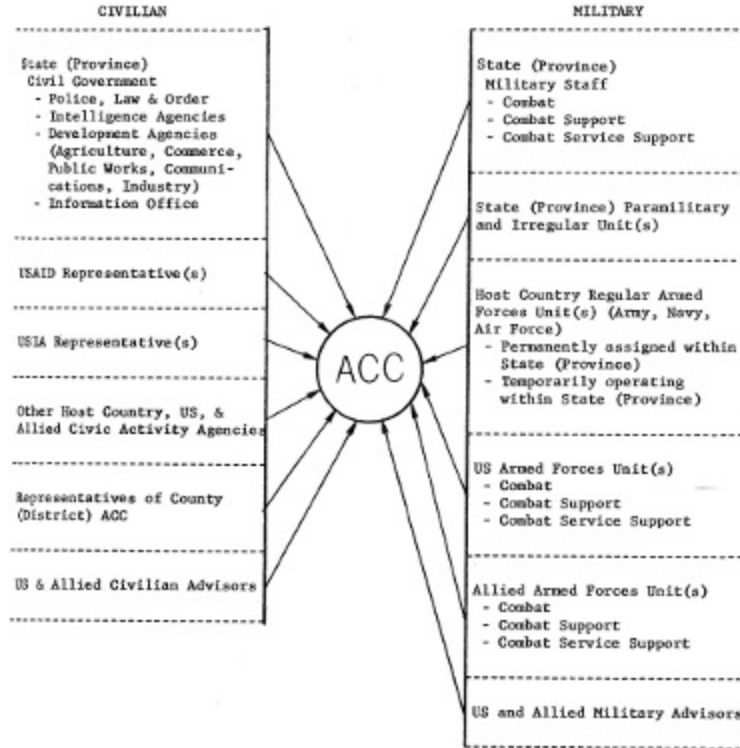 CIVILIAN
State (Province)
Civil Government
- Police, Law & Order
- Intelligence Agencies
- Development Agencies
(Agriculture, Commerce,
Public Works, Communi-
cations, Industry)
- Information Office
USAID Representative(s)
USIA Representative(s)
Other Host Country, US, &
Allied Civic Activity Agencies
Representatives of County
(District) ACC
US & Allied Civilian Advisors
ACC
MILITARY
State (Province)
Military Staff
- Combat
- Combat Support
- Combat Service Support
State (Province) Paramilitary
and Irregular Unit(s)
Host Country Regular Armed
Forces Unit(s) (Army, Navy,
Air Force)
- Permanently assigned within
State (Province)
- Temporarily operating
within State (Province)
US Armed Forces Unit(s)
- Combat
- Combat Support
- Combat Service Support
Allied Armed Forces Unit(s)
- Combat
- Combat Support
- Combat Service Support
US and Allied Military Advisors